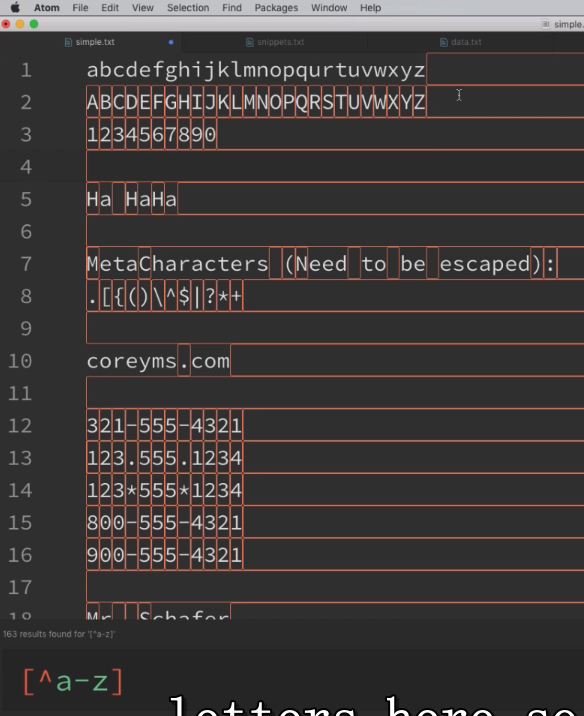 Atom File Edit View Selection Find Packages Window Help
simple.
simple.txt snippets.txt data.txt
1 abcdefghijklmnopqurtuvwxyz
2 ABCDEFGHIJKLMNOPQRSTUVWXYZ
3 1234567890
4
5 Ha HaHa
6
7 MetaCharacters (Need to be escaped):
8 .[{()\^$|?*+
9
10 coreyms.com
11
12 321-555-4321
13 123.555.1234
14 123*555*1234
15 800-555-4321
16 900-555-4321
17
18 Mr. Schafer
163 results found for '[^a-z]'
[^a-z]
letters here so